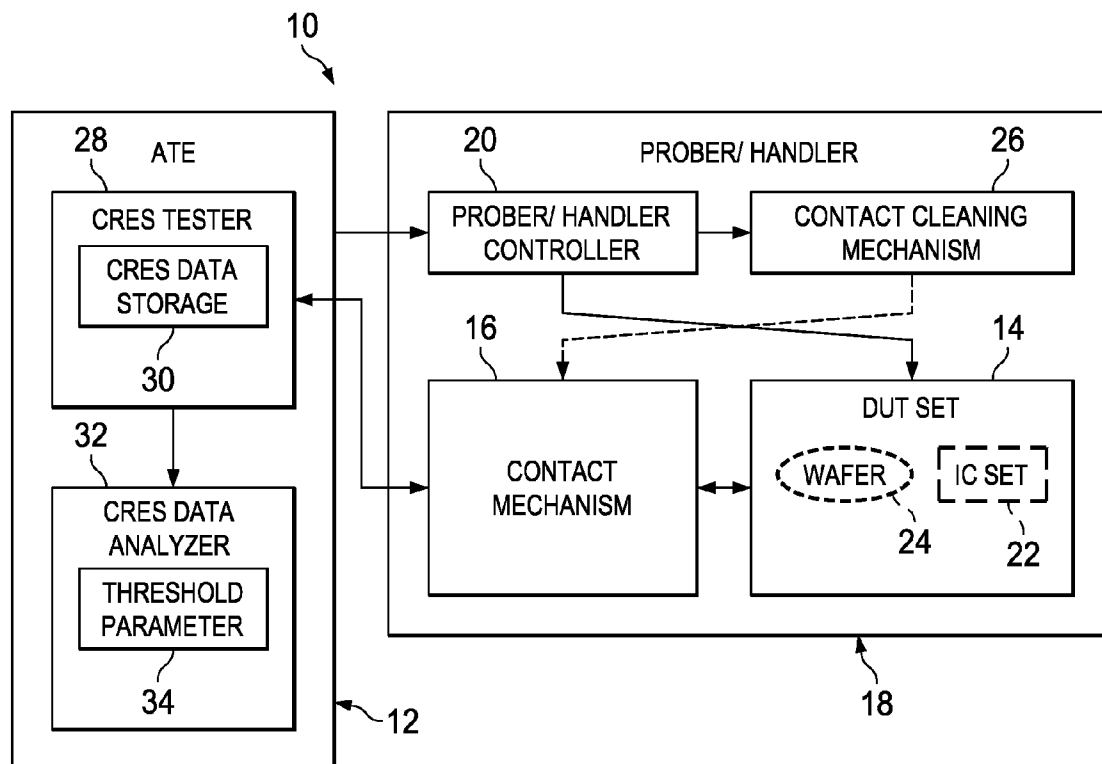 10
ATE
28
CRES TESTER
CRES DATA
STORAGE
30
32
CRES DATA
ANALYZER
THRESHOLD
PARAMETER
34
12
PROBER/ HANDLER
20
PROBER/ HANDLER
CONTROLLER
26
CONTACT CLEANING
MECHANISM
16
CONTACT
MECHANISM
14
DUT SET
WAFER
24
IC SET
22
18